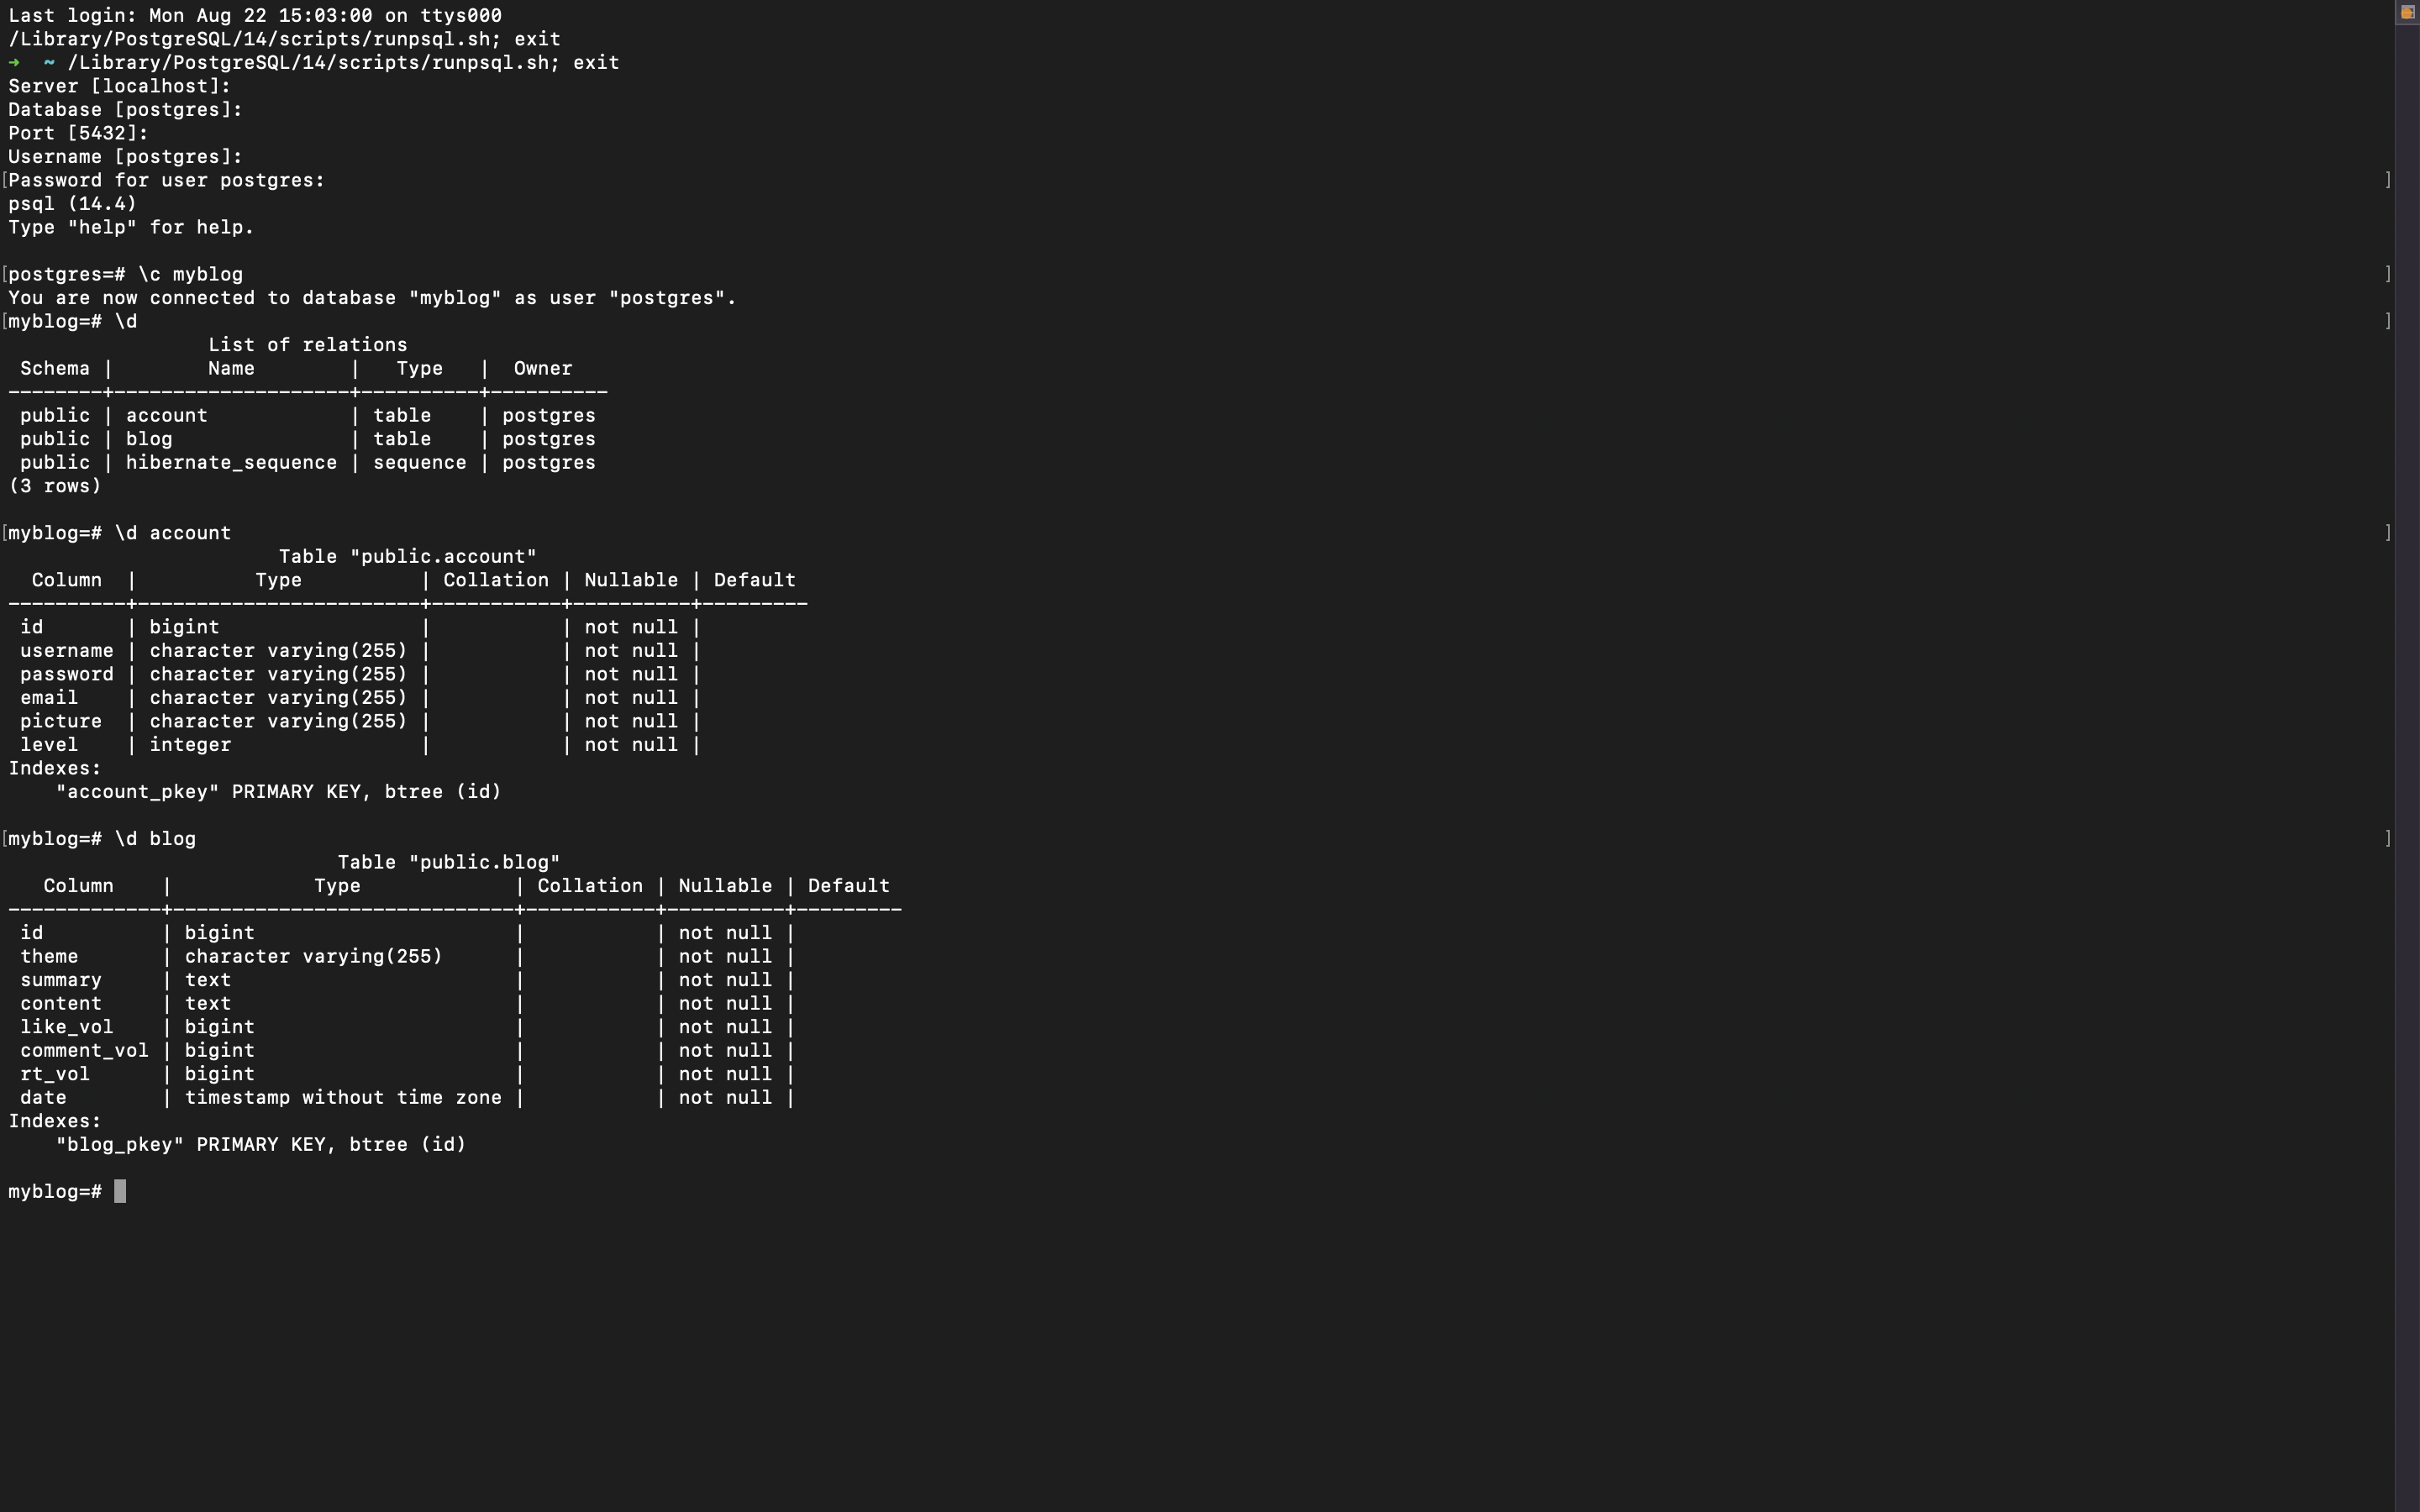 Last login: Mon Aug 22 15:03:00 on ttys000
/Library/PostgreSQL/14/scripts/runpsql.sh; exit
➜  ~ /Library/PostgreSQL/14/scripts/runpsql.sh; exit
Server [localhost]:
Database [postgres]:
Port [5432]:
Username [postgres]:
[Password for user postgres: ]
psql (14.4)
Type "help" for help.

[postgres=# \c myblog ]
You are now connected to database "myblog" as user "postgres".
[myblog=# \d ]
                 List of relations
 Schema |        Name        |   Type   |  Owner
--------+--------------------+----------+----------
 public | account            | table    | postgres
 public | blog               | table    | postgres
 public | hibernate_sequence | sequence | postgres
(3 rows)

[myblog=# \d account ]
                       Table "public.account"
  Column  |          Type          | Collation | Nullable | Default
----------+------------------------+-----------+----------+---------
 id       | bigint                 |           | not null |
 username | character varying(255) |           | not null |
 password | character varying(255) |           | not null |
 email    | character varying(255) |           | not null |
 picture  | character varying(255) |           | not null |
 level    | integer                |           | not null |
Indexes:
    "account_pkey" PRIMARY KEY, btree (id)

[myblog=# \d blog ]
                            Table "public.blog"
   Column    |            Type             | Collation | Nullable | Default
-------------+-----------------------------+-----------+----------+---------
 id          | bigint                      |           | not null |
 theme       | character varying(255)      |           | not null |
 summary     | text                        |           | not null |
 content     | text                        |           | not null |
 like_vol    | bigint                      |           | not null |
 comment_vol | bigint                      |           | not null |
 rt_vol      | bigint                      |           | not null |
 date        | timestamp without time zone |           | not null |
Indexes:
    "blog_pkey" PRIMARY KEY, btree (id)

myblog=#